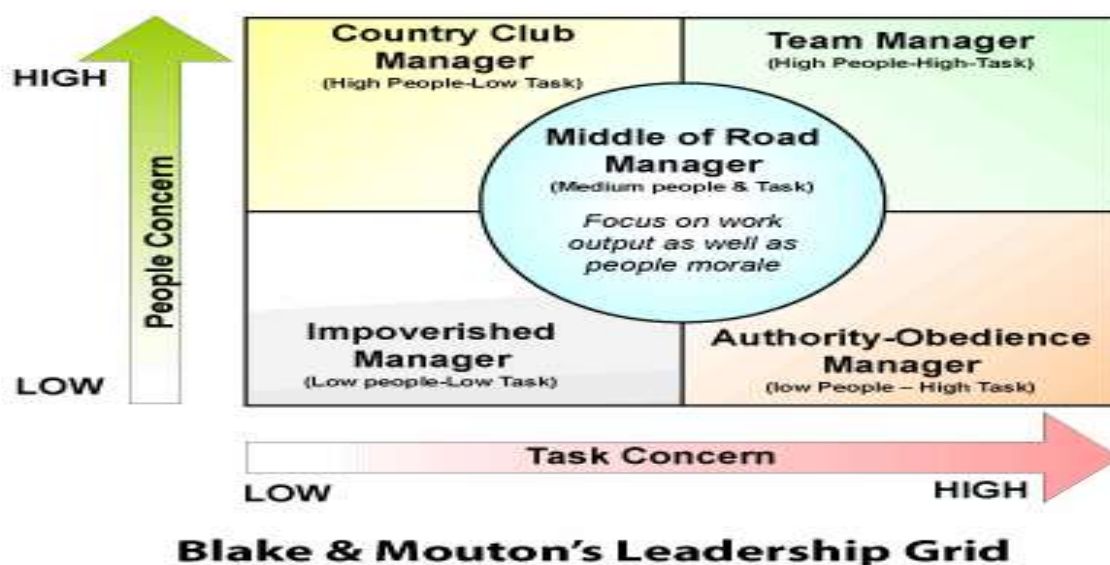 HIGH
People Concern
LOW
Country Club
Manager
(High People-Low Task)
Team Manager
(High People-High-Task)
Middle of Road
Manager
(Medium people & Task)
Focus on work
output as well as
people morale
Impoverished
Manager
(Low people-Low Task)
Authority-Obedience
Manager
(low People – High Task)
Task Concern
LOW
HIGH
Blake & Mouton's Leadership Grid